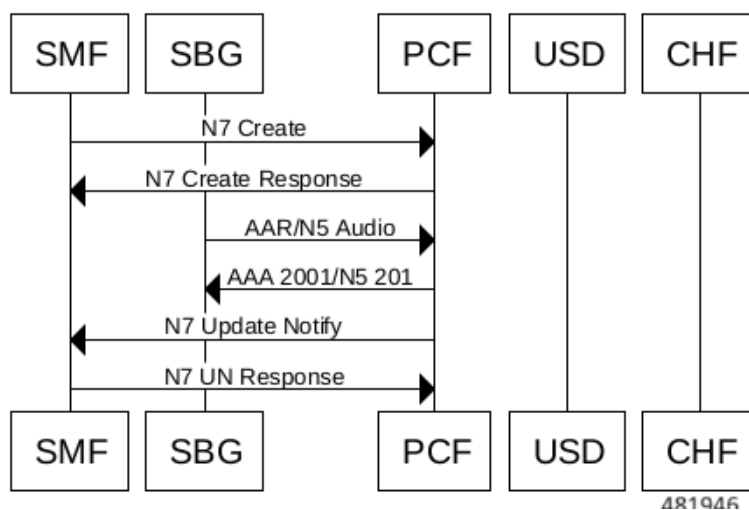 SMF SBG PCF USD CHF
N7 Create
N7 Create Response
AAR/N5 Audio
AAA 2001/N5 201
N7 Update Notify
N7 UN Response
SMF SBG PCF USD CHF
481946